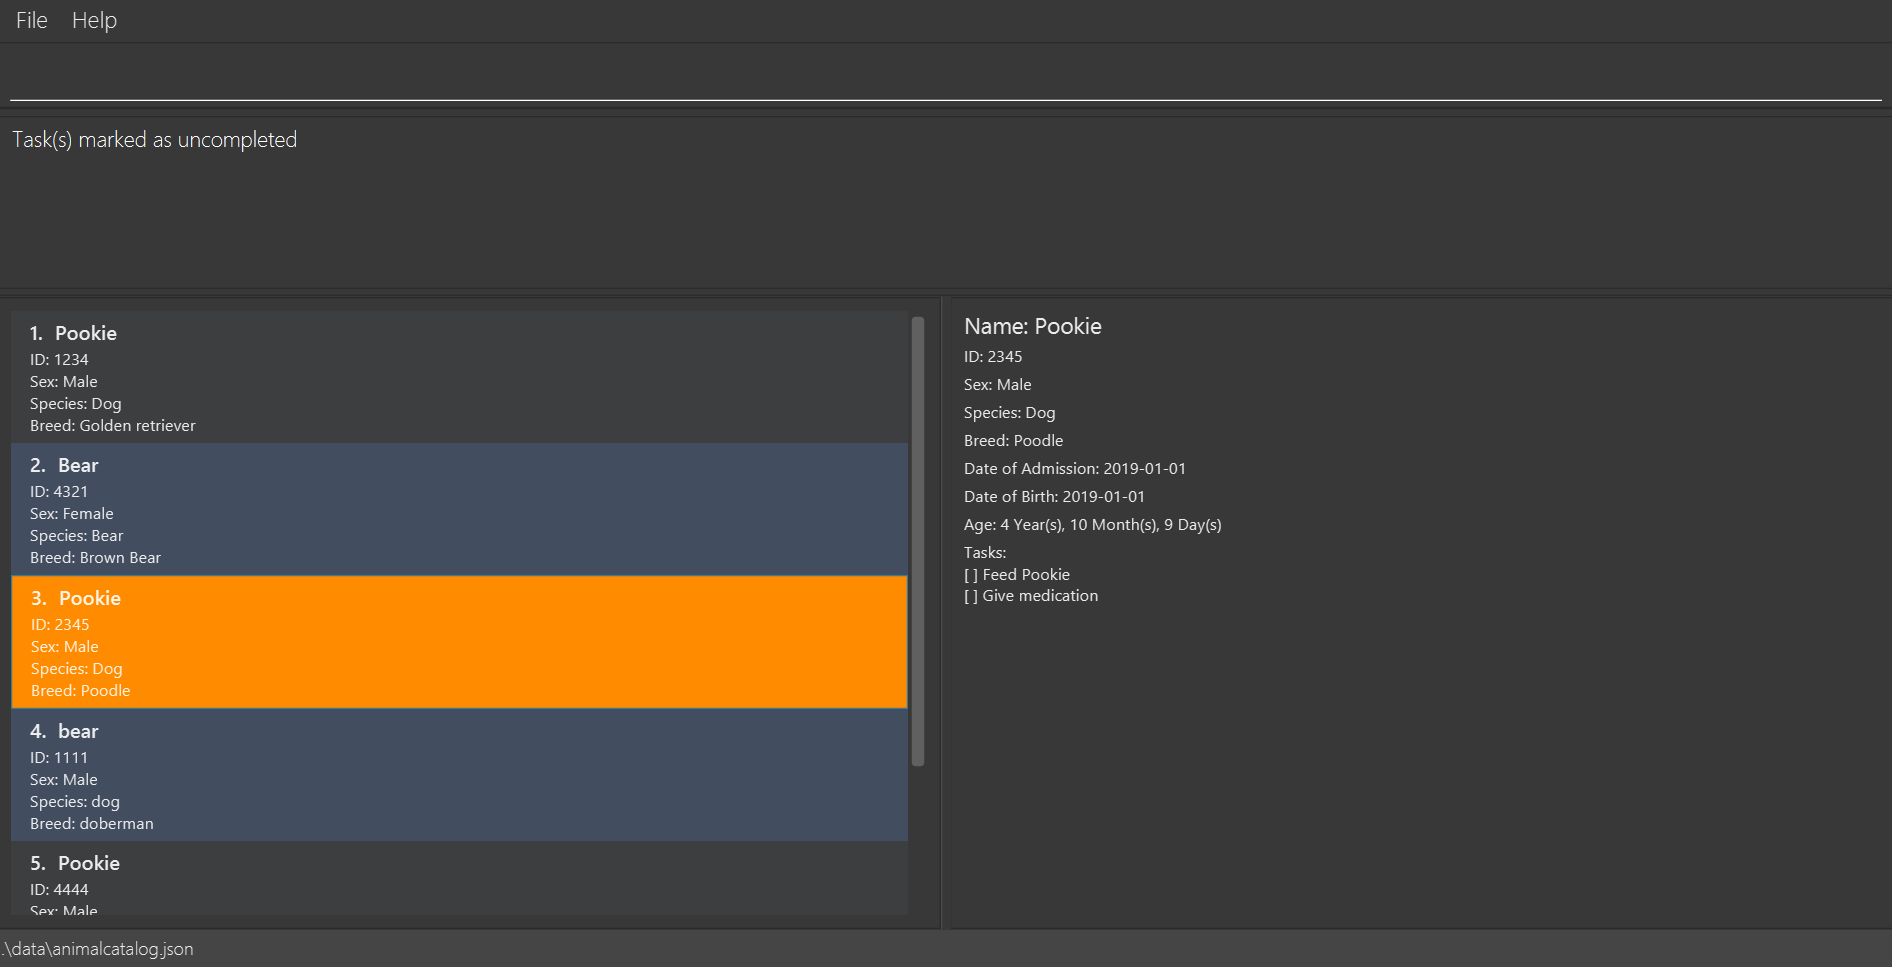 File Help
Task(s) marked as uncompleted
1. Pookie
ID: 1234
Sex: Male
Species: Dog
Breed: Golden retriever
2. Bear
ID: 4321
Sex: Female
Species: Bear
Breed: Brown Bear
3. Pookie
ID: 2345
Sex: Male
Species: Dog
Breed: Poodle
4. bear
ID: 1111
Sex: Male
Species: dog
Breed: doberman
5. Pookie
ID: 4444
Sex: Male
Name: Pookie
ID: 2345
Sex: Male
Species: Dog
Breed: Poodle
Date of Admission: 2019-01-01
Date of Birth: 2019-01-01
Age: 4 Year(s), 10 Month(s), 9 Day(s)
Tasks:
[ ] Feed Pookie
[ ] Give medication
.\data\animalcatalog.json